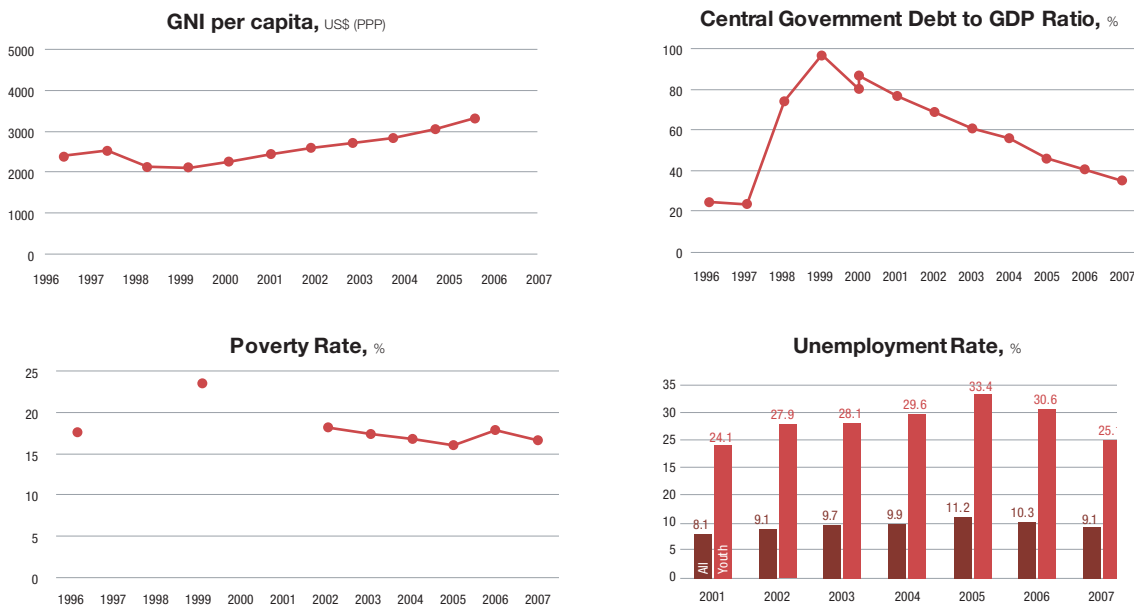 GNI per capita, US$ (PPP)
5000
4000
3000
2000
1000
0
1996 1997 1998 1999 2000 2001 2002 2003 2004 2005 2006 2007
Central Government Debt to GDP Ratio, %
100
80
60
40
20
0
1996 1997 1998 1999 2000 2001 2002 2003 2004 2005 2006 2007
Poverty Rate, %
25
20
15
10
5
0
1996 1997 1998 1999 2000 2001 2002 2003 2004 2005 2006 2007
Unemployment Rate, %
35
30
25
15
20
10
5
0
8.1 24.1 9.1 27.9 9.7 28.1 9.9 29.6 11.2 33.4 10.3 30.6 9.1 25.
All
Youth
2001 2002 2003 2004 2005 2006 2007